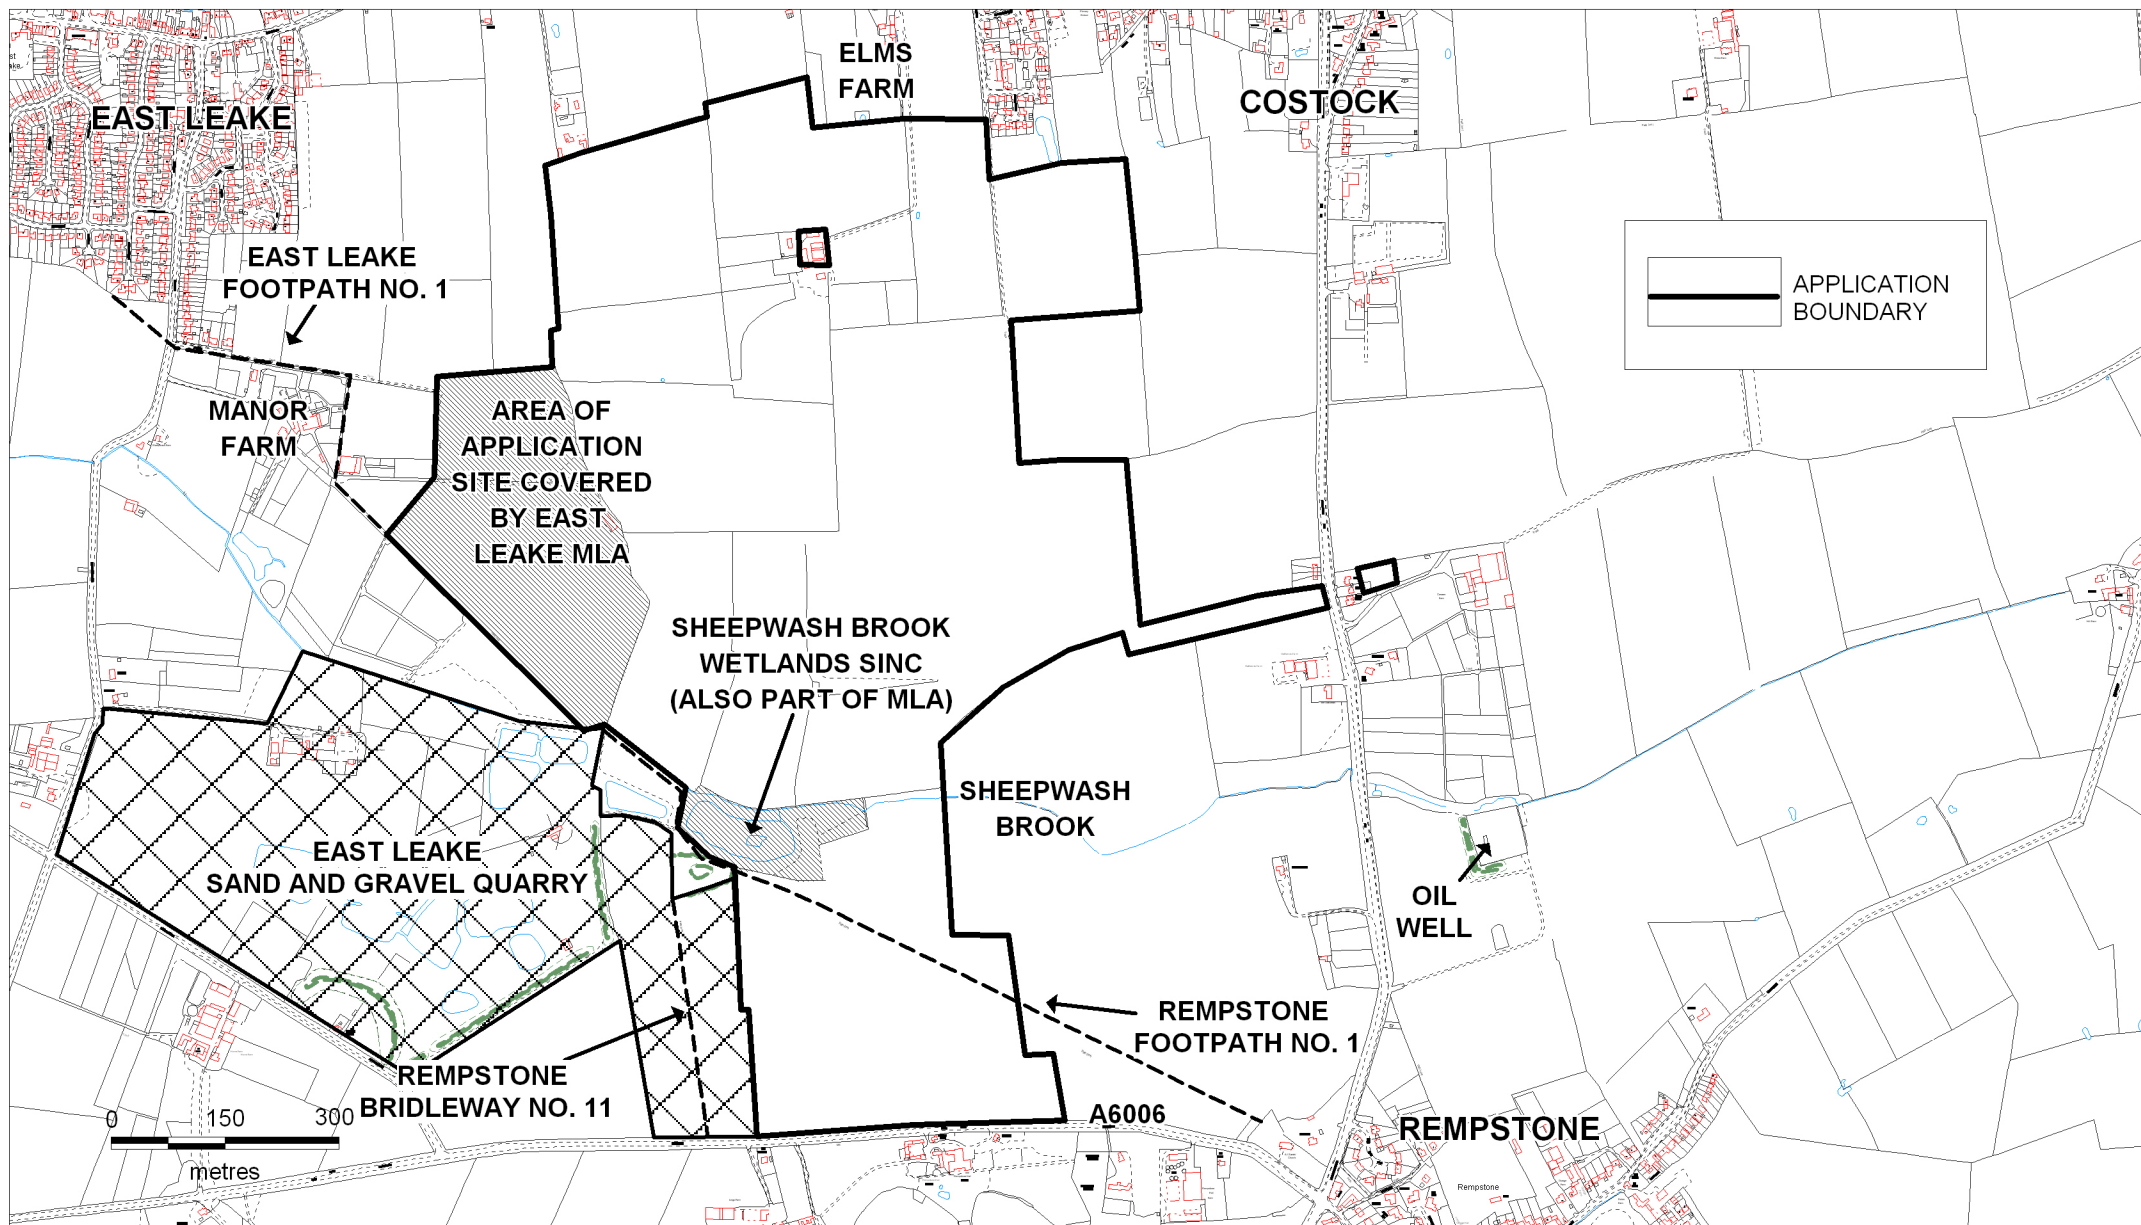 ELMS
FARM
COSTOCK
EAST LEAKE
EAST LEAKE
FOOTPATH NO. 1
APPLICATION
BOUNDARY
MANOR
FARM
AREA OF
APPLICATION
SITE COVERED
BY EAST
LEAKE MLA
SHEEPWASH BROOK
WETLANDS SINC
(ALSO PART OF MLA)
SHEEPWASH
BROOK
EAST LEAKE
SAND AND GRAVEL QUARRY
OIL
WELL
REMPSTONE
FOOTPATH NO. 1
REMPSTONE
BRIDLEWAY NO. 11
A6006
REMPSTONE
Rempstone
0 150 300
metres